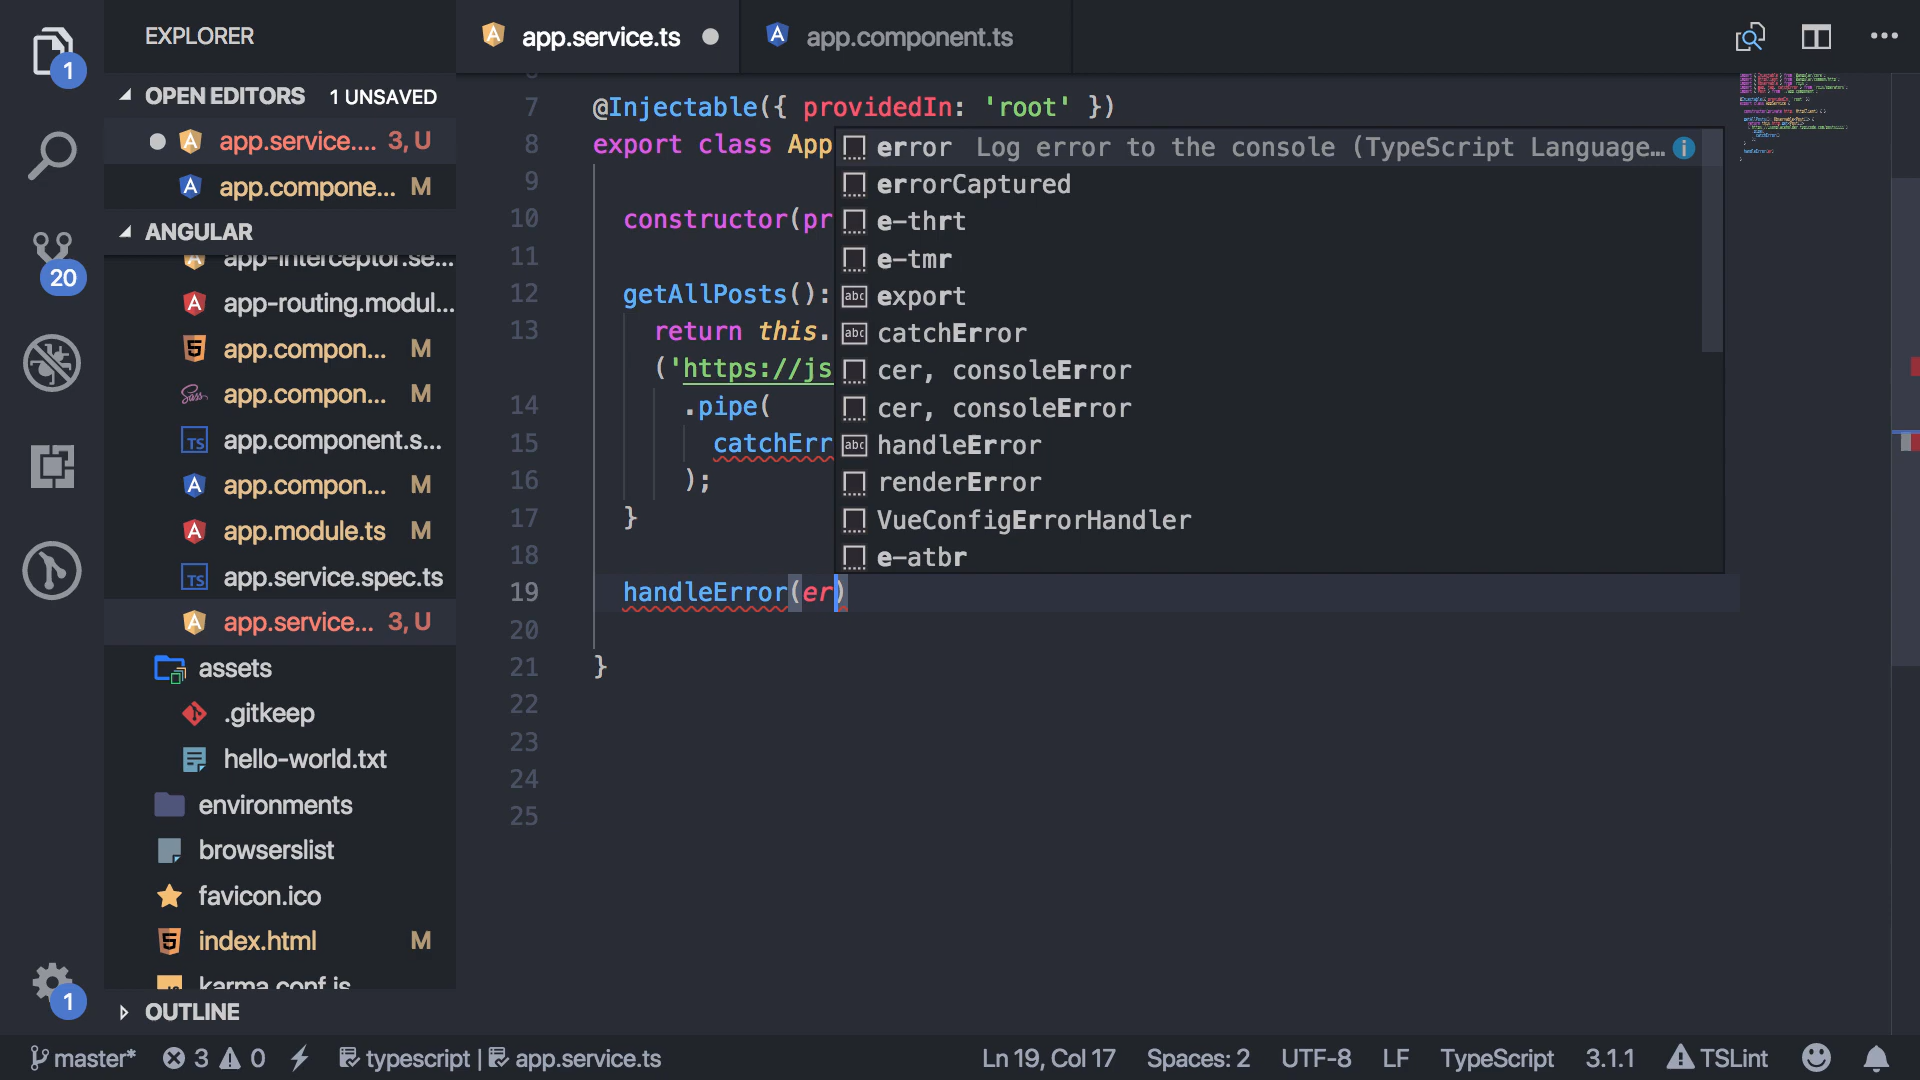 EXPLORER
app.service.ts
app.component.ts
1
OPEN EDITORS 1 UNSAVED
app.service.... 3, U
app.compone... M
ANGULAR
app-interceptor.se...
20
app-routing.modul...
app.compon... M
app.compon... M
app.component.s...
app.compon... M
app.module.ts M
app.service.spec.ts
app.service... 3, U
assets
.gitkeep
hello-world.txt
environments
browserslist
favicon.ico
index.html M
karma.conf.js
1
OUTLINE
7 @Injectable({ providedIn: 'root' })
8 export class App
9
10 constructor(pr
11
12 getAllPosts():
13 return this.
('https://js
14 .pipe(
15 catchErr
16 );
17 }
18
19 handleError(er)
20
21 }
22
23
24
25
error Log error to the console (TypeScript Language...
errorCaptured
e-thrt
e-tmr
export
catchError
cer, consoleError
cer, consoleError
handleError
renderError
VueConfigErrorHandler
e-atbr
master* 3 0 typescript | app.service.ts Ln 19, Col 17 Spaces: 2 UTF-8 LF TypeScript 3.1.1 TSLint